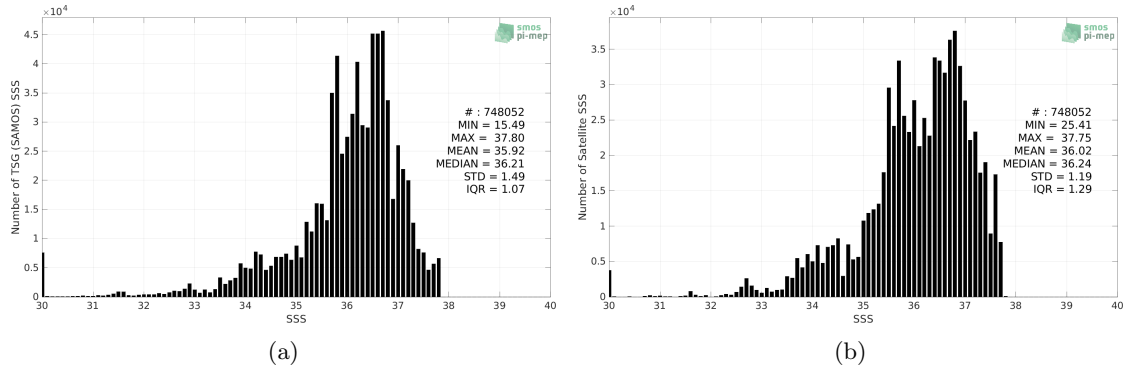 ×10⁴
smos
pi-mep
4.5
4
3.5
3
2.5
2
1.5
1
0.5
0
Number of TSG (SAMOS) SSS
# : 748052
MIN = 15.49
MAX = 37.80
MEAN = 35.92
MEDIAN = 36.21
STD = 1.49
IQR = 1.07
30 31 32 33 34 35 36 37 38 39 40
SSS
(a)
×10⁴
smos
pi-mep
3.5
3
2.5
2
1.5
1
0.5
0
Number of Satellite SSS
# : 748052
MIN = 25.41
MAX = 37.75
MEAN = 36.02
MEDIAN = 36.24
STD = 1.19
IQR = 1.29
30 31 32 33 34 35 36 37 38 39 40
SSS
(b)